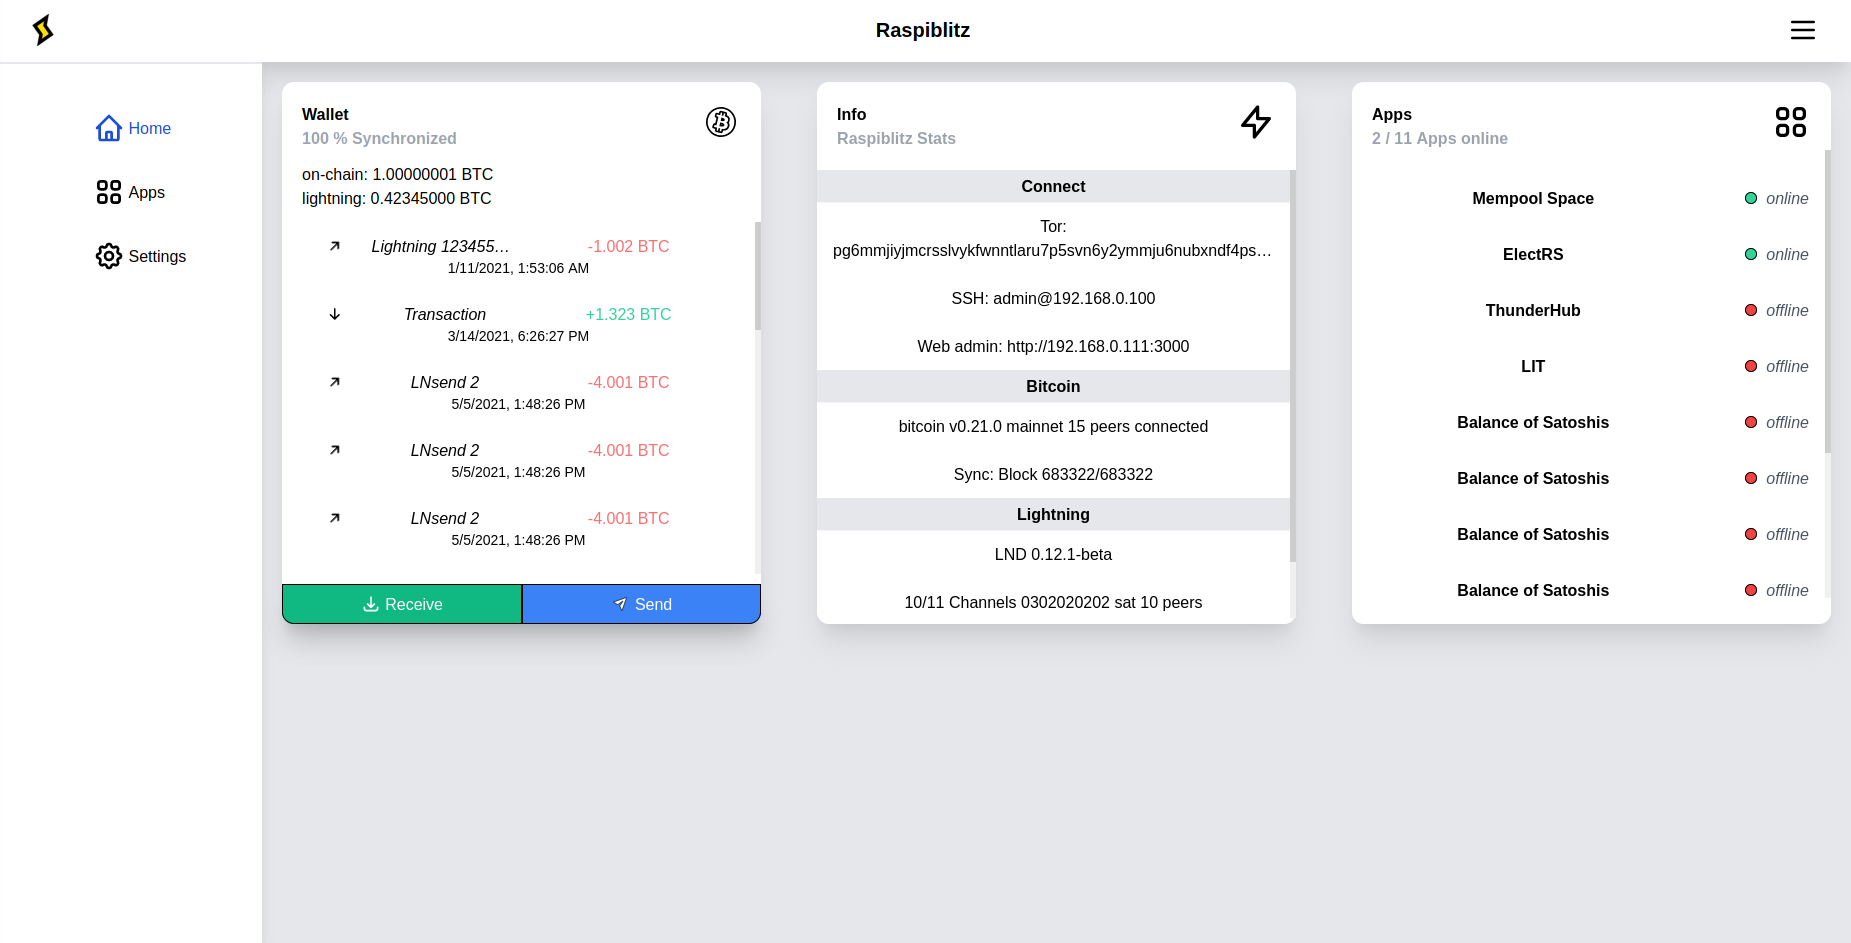 Raspiblitz
Home
Apps
Settings
Wallet
100 % Synchronized
on-chain: 1.00000001 BTC
lightning: 0.42345000 BTC
Lightning 123455… -1.002 BTC
1/11/2021, 1:53:06 AM
Transaction +1.323 BTC
3/14/2021, 6:26:27 PM
LNsend 2 -4.001 BTC
5/5/2021, 1:48:26 PM
LNsend 2 -4.001 BTC
5/5/2021, 1:48:26 PM
LNsend 2 -4.001 BTC
5/5/2021, 1:48:26 PM
Receive Send
Info
Raspiblitz Stats
Connect
Tor:
pg6mmjiyjmcrsslvykfwnntlaru7p5svn6y2ymmju6nubxndf4ps…
SSH: admin@192.168.0.100
Web admin: http://192.168.0.111:3000
Bitcoin
bitcoin v0.21.0 mainnet 15 peers connected
Sync: Block 683322/683322
Lightning
LND 0.12.1-beta
10/11 Channels 0302020202 sat 10 peers
Apps
2 / 11 Apps online
Mempool Space online
ElectRS online
ThunderHub offline
LIT offline
Balance of Satoshis offline
Balance of Satoshis offline
Balance of Satoshis offline
Balance of Satoshis offline